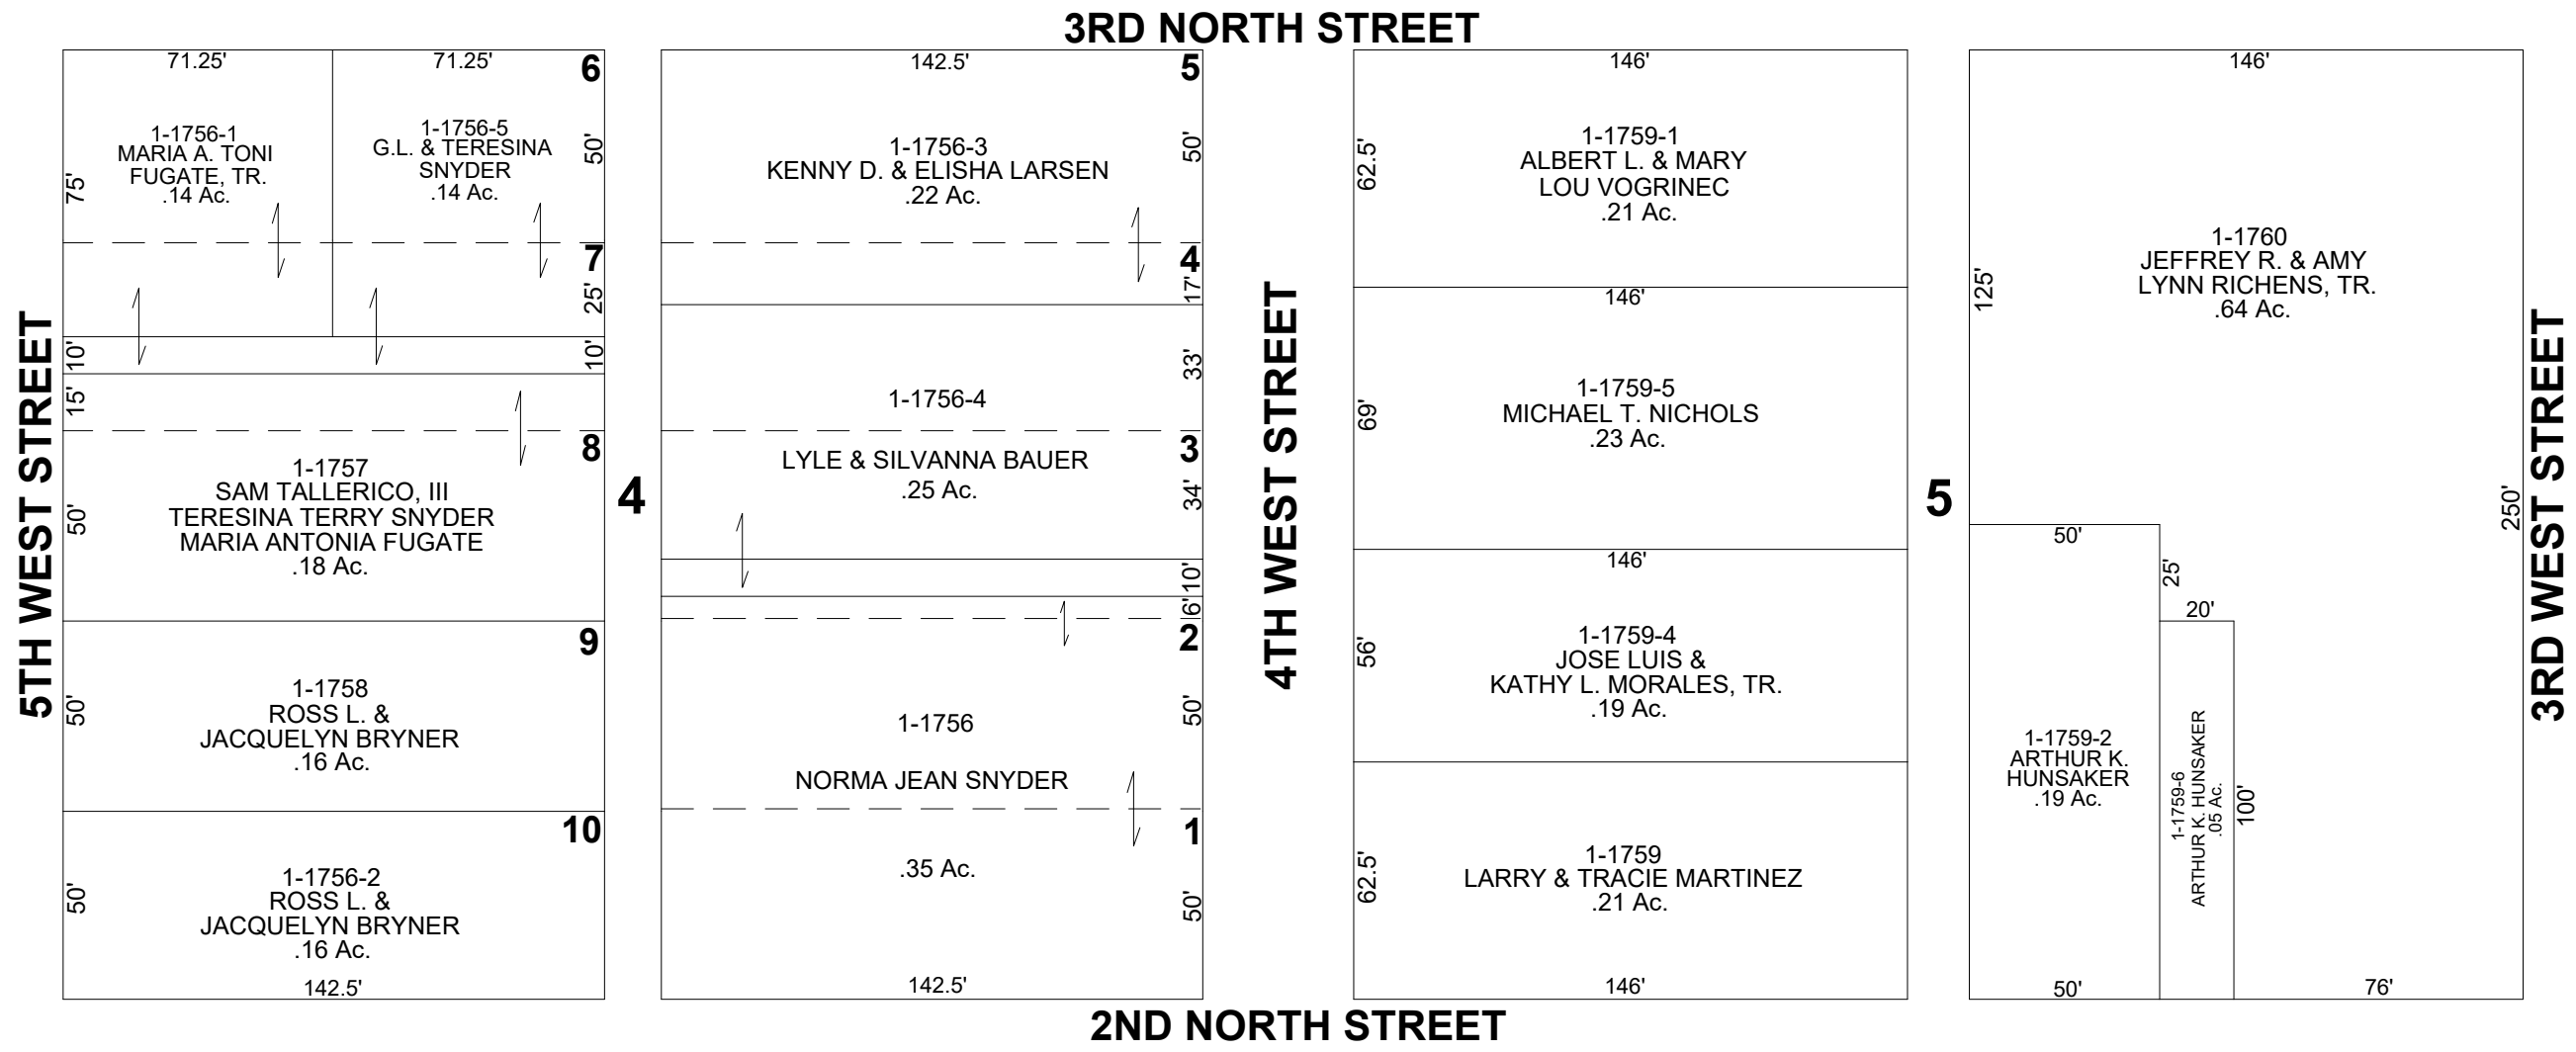 3RD NORTH STREET
5TH WEST STREET
71.25'
71.25'
6
1-1756-1
MARIA A. TONI
FUGATE, TR.
.14 Ac.
75'
1-1756-5
G.L. & TERESINA
SNYDER
.14 Ac.
50'
7
25'
10'
10'
15'
8
1-1757
SAM TALLERICO, III
TERESINA TERRY SNYDER
MARIA ANTONIA FUGATE
.18 Ac.
50'
9
1-1758
ROSS L. &
JACQUELYN BRYNER
.16 Ac.
50'
10
1-1756-2
ROSS L. &
JACQUELYN BRYNER
.16 Ac.
50'
142.5'
4
142.5'
5
1-1756-3
KENNY D. & ELISHA LARSEN
.22 Ac.
50'
4
17'
33'
1-1756-4
3
LYLE & SILVANNA BAUER
.25 Ac.
34'
10'
6'
2
1-1756
50'
NORMA JEAN SNYDER
1
.35 Ac.
50'
142.5'
4TH WEST STREET
146'
62.5'
1-1759-1
ALBERT L. & MARY
LOU VOGRINEC
.21 Ac.
146'
69'
1-1759-5
MICHAEL T. NICHOLS
.23 Ac.
146'
56'
1-1759-4
JOSE LUIS &
KATHY L. MORALES, TR.
.19 Ac.
62.5'
1-1759
LARRY & TRACIE MARTINEZ
.21 Ac.
146'
5
146'
125'
1-1760
JEFFREY R. & AMY
LYNN RICHENS, TR.
.64 Ac.
250'
50'
25'
20'
1-1759-2
ARTHUR K.
HUNSAKER
.19 Ac.
1-1759-6
ARTHUR K. HUNSAKER
.05 Ac.
100'
50'
76'
3RD WEST STREET
2ND NORTH STREET